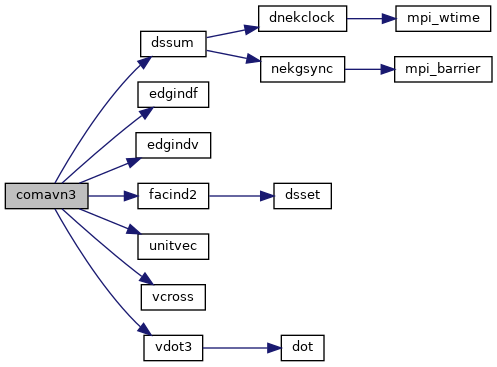 comavn3
dssum
dnekclock
mpi_wtime
nekgsync
mpi_barrier
edgindf
edgindv
facind2
dsset
unitvec
vcross
vdot3
dot